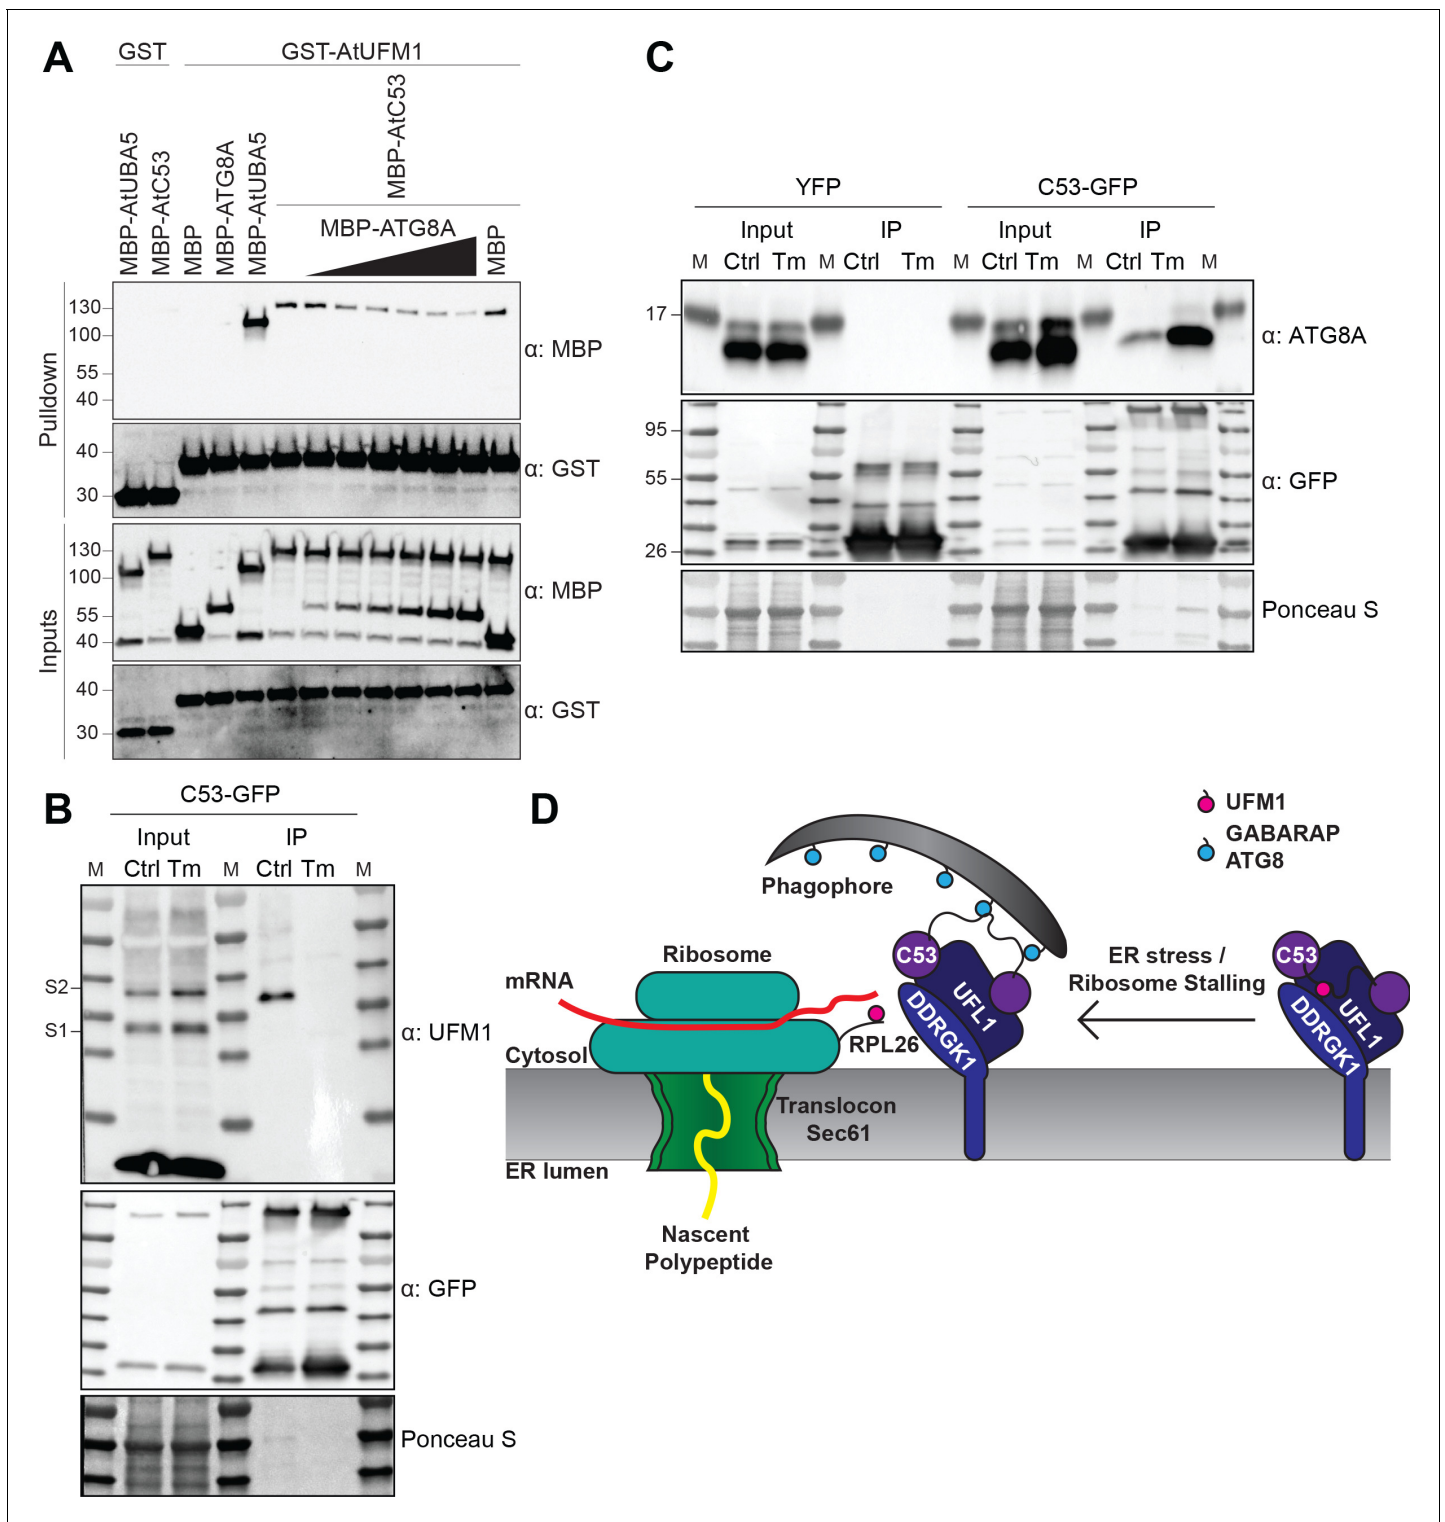 A
GST
GST-AtUFM1
MBP-AtUBA5
MBP-AtC53
MBP
MBP-ATG8A
MBP-AtUBA5
MBP-AtC53
MBP-ATG8A
MBP
Pulldown
130
100
55
40
α: MBP
40
30
α: GST
Inputs
130
100
55
40
α: MBP
40
30
α: GST
B
C53-GFP
Input
IP
M Ctrl Tm M Ctrl Tm M
S2
S1
α: UFM1
α: GFP
Ponceau S
C
YFP
C53-GFP
Input
IP
Input
IP
M Ctrl Tm M Ctrl Tm M Ctrl Tm M Ctrl Tm M
17
α: ATG8A
95
55
26
α: GFP
Ponceau S
D
UFM1
GABARAP
ATG8
Phagophore
Ribosome
mRNA
C53
UFL1
DDRGK1
RPL26
Cytosol
ER stress /
Ribosome Stalling
C53
UFL1
DDRGK1
Translocon
Sec61
ER lumen
Nascent
Polypeptide